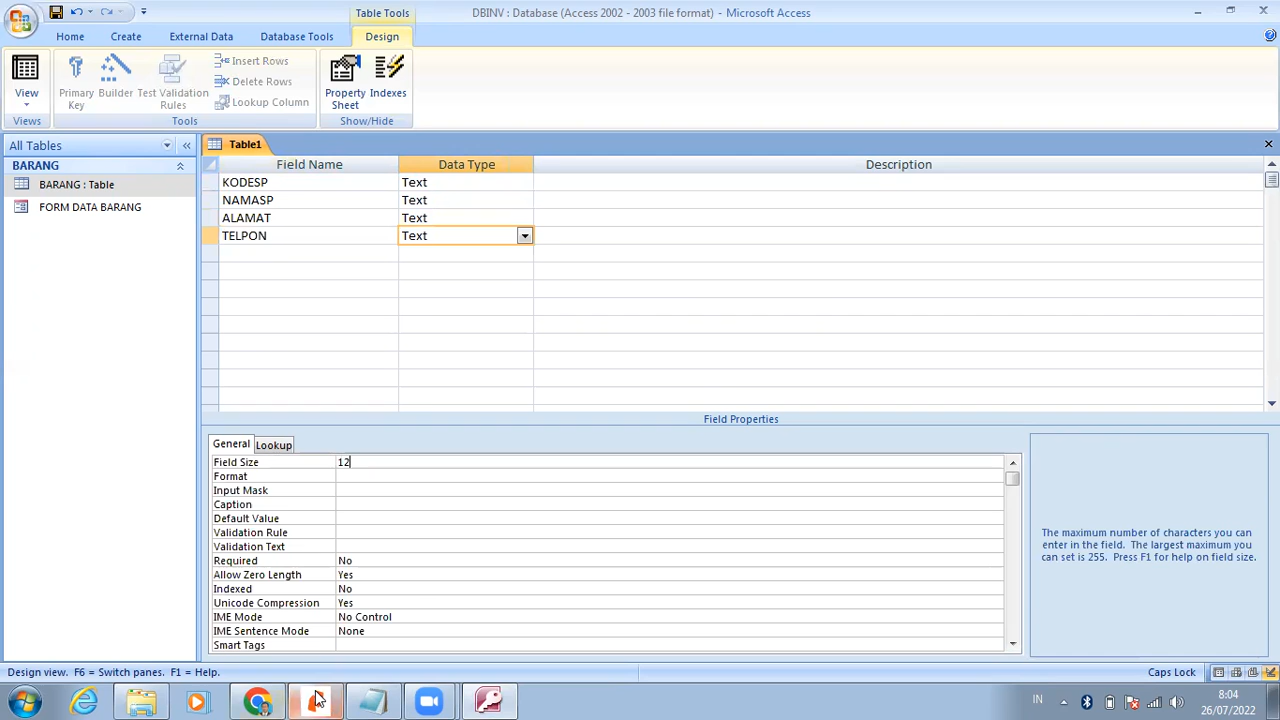 Table Tools
DBINV : Database (Access 2002 - 2003 file format) - Microsoft Access
Home Create External Data Database Tools Design
View
Primary Key
Builder
Test Validation Rules
Insert Rows
Delete Rows
Lookup Column
Property Sheet
Indexes
Views
Tools
Show/Hide
All Tables
«
BARANG
BARANG : Table
FORM DATA BARANG
Table1
Field Name Data Type Description
KODESP Text
NAMASP Text
ALAMAT Text
TELPON Text
Field Properties
General Lookup
Field Size 12
Format
Input Mask
Caption
Default Value
Validation Rule
Validation Text
Required No
Allow Zero Length Yes
Indexed No
Unicode Compression Yes
IME Mode No Control
IME Sentence Mode None
Smart Tags
The maximum number of characters you can
enter in the field. The largest maximum you
can set is 255. Press F1 for help on field size.
Design view. F6 = Switch panes. F1 = Help.
Caps Lock
IN
8:04
26/07/2022